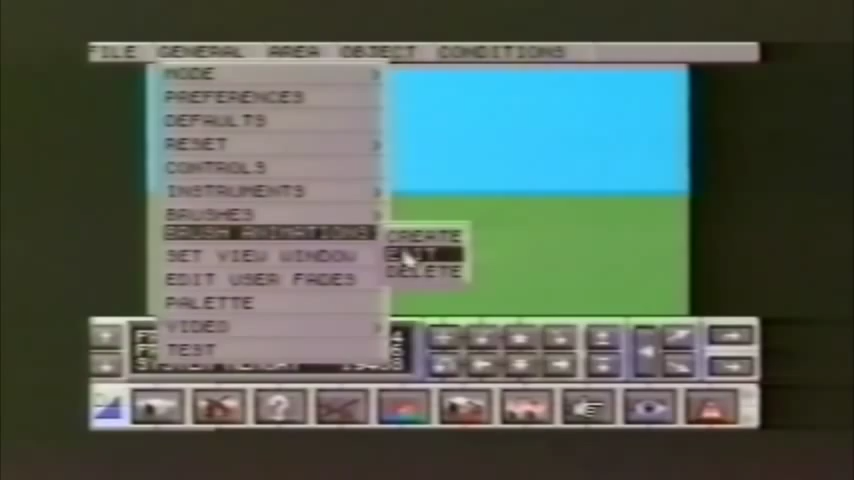 FILE GENERAL AREA OBJECT CONDITIONS
MODE
PREFERENCES
DEFAULTS
RESET
CONTROLS
INSTRUMENTS
BRUSHES
BRUSH ANIMATIONS
CREATE
EDIT
DELETE
SET VIEW WINDOW
EDIT USER FADES
PALETTE
VIDEO
TEST
MEMORY